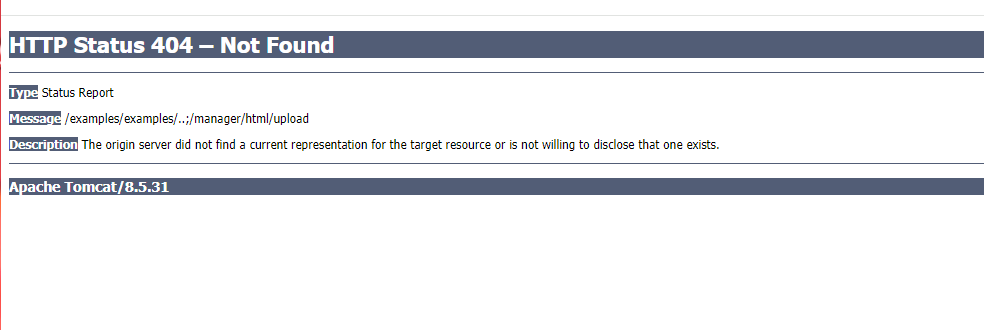 HTTP Status 404 – Not Found
Type Status Report
Message /examples/examples/..;/manager/html/upload
Description The origin server did not find a current representation for the target resource or is not willing to disclose that one exists.
Apache Tomcat/8.5.31